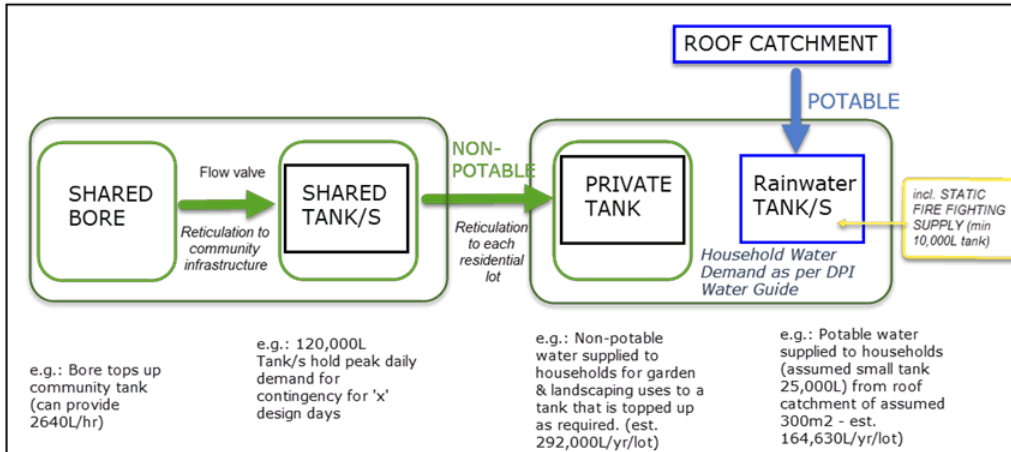 ROOF CATCHMENT
POTABLE
NON-
POTABLE
SHARED
BORE
Flow valve
Reticulation to
community
infrastructure
SHARED
TANK/S
Reticulation
to each
residential
lot
PRIVATE
TANK
Rainwater
TANK/S
incl. STATIC
FIRE FIGHTING
SUPPLY (min
10,000L tank)
Household Water
Demand as per DPI
Water Guide
e.g.: Bore tops up
community tank
(can provide
2640L/hr)
e.g.: 120,000L
Tank/s hold peak daily
demand for
contingency for 'x'
design days
e.g.: Non-potable
water supplied to
households for garden
& landscaping uses to a
tank that is topped up
as required. (est.
292,000L/yr/lot)
e.g.: Potable water
supplied to households
(assumed small tank
25,000L) from roof
catchment of assumed
300m2 - est.
164,630L/yr/lot)